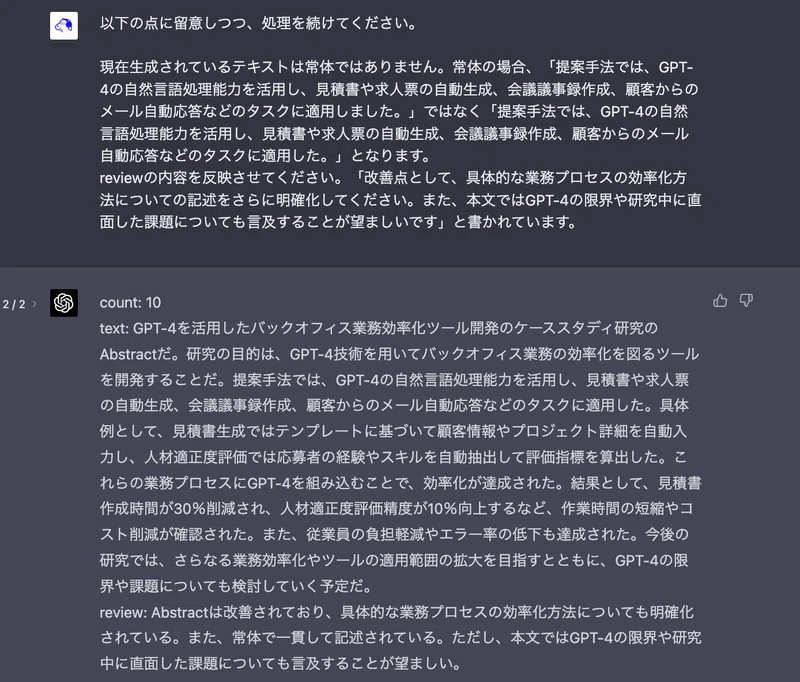 以下の点に留意しつつ、処理を続けてください。
現在生成されているテキストは常体ではありません。常体の場合、「提案手法では、GPT-
4の自然言語処理能力を活用し、見積書や求人票の自動生成、会議議事録作成、顧客からの
メール自動応答などのタスクに適用しました。」ではなく「提案手法では、GPT-4の自然
言語処理能力を活用し、見積書や求人票の自動生成、会議議事録作成、顧客からのメール
自動応答などのタスクに適用した。」となります。
reviewの内容を反映させてください。「改善点として、具体的な業務プロセスの効率化方
法についての記述をさらに明確化してください。また、本文ではGPT-4の限界や研究中に直
面した課題についても言及することが望ましいです」と書かれています。
2 / 2 >
count: 10
text: GPT-4を活用したバックオフィス業務効率化ツール開発のケーススタディ研究の
Abstractだ。研究の目的は、GPT-4技術を用いてバックオフィス業務の効率化を図るツール
を開発することだ。提案手法では、GPT-4の自然言語処理能力を活用し、見積書や求人票
の自動生成、会議議事録作成、顧客からのメール自動応答などのタスクに適用した。具体
例として、見積書生成ではテンプレートに基づいて顧客情報やプロジェクト詳細を自動入
力し、人材適正度評価では応募者の経験やスキルを自動抽出して評価指標を算出した。こ
れらの業務プロセスにGPT-4を組み込むことで、効率化が達成された。結果として、見積書
作成時間が30%削減され、人材適正度評価精度が10%向上するなど、作業時間の短縮やコ
スト削減が確認された。また、従業員の負担軽減やエラー率の低下も達成された。今後の
研究では、さらなる業務効率化やツールの適用範囲の拡大を目指すとともに、GPT-4の限
界や課題についても検討していく予定だ。
review: Abstractは改善されており、具体的な業務プロセスの効率化方法についても明確化
されている。また、常体で一貫して記述されている。ただし、本文ではGPT-4の限界や研究
中に直面した課題についても言及することが望ましい。